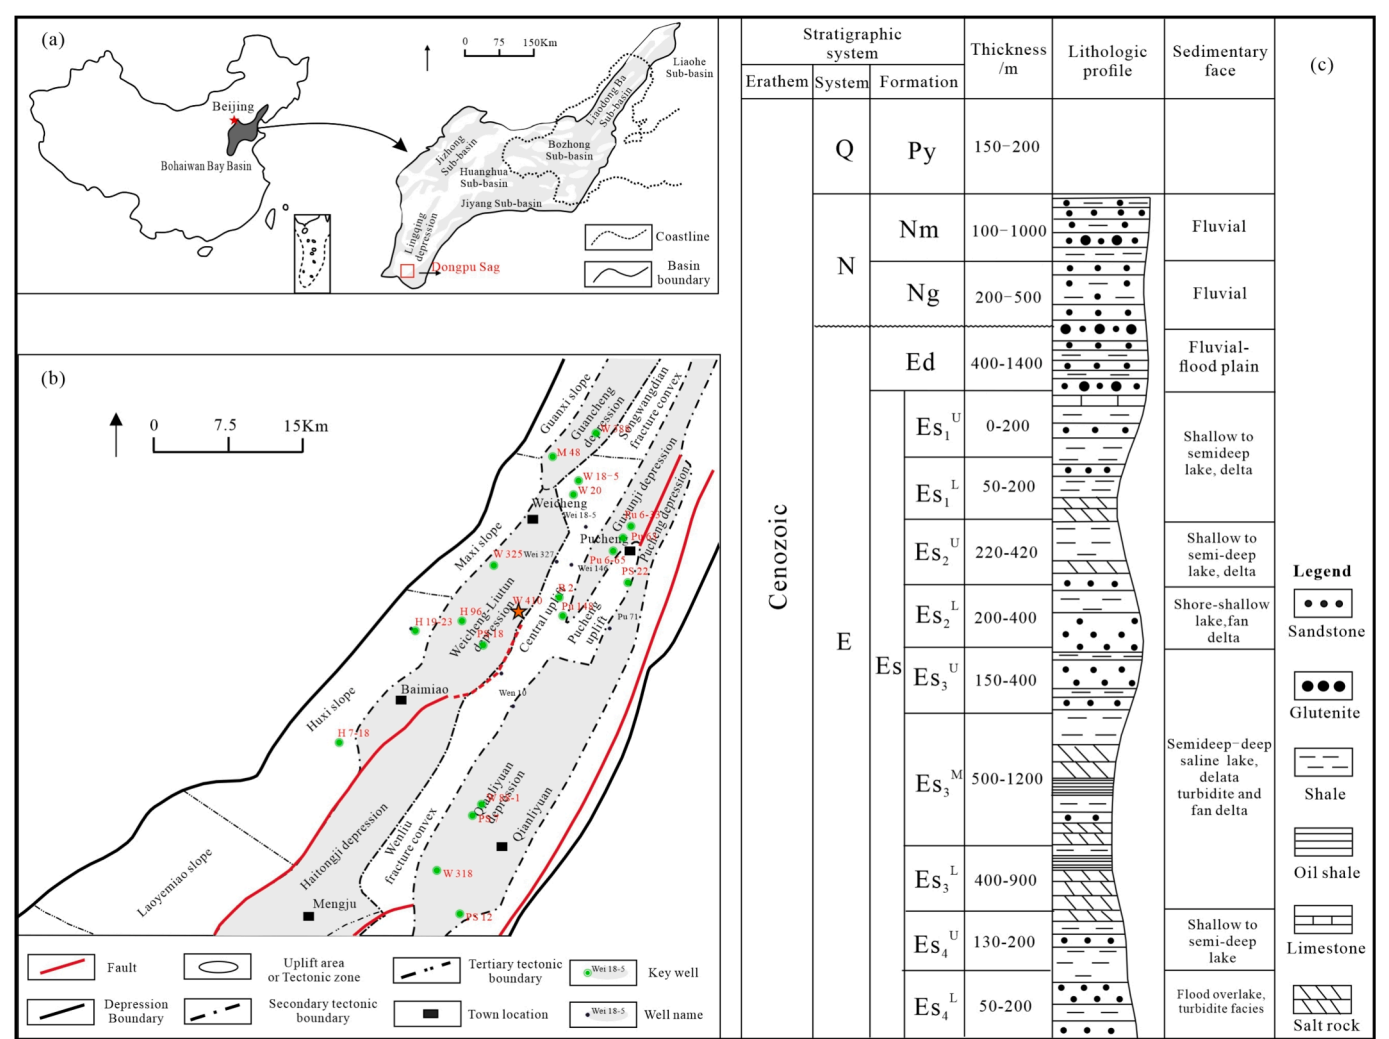 (a)
0 75 150Km
Beijing
Bohaiwan Bay Basin
Liaohe
Sub-basin
Liaodong Ba
Sub-basin
Bozhong
Sub-basin
Jizhong
Sub-basin
Huanghua
Sub-basin
Jiyang Sub-basin
Lingqing
depression
Dongpu Sag
Coastline
Basin
boundary
(b)
0 7.5 15Km
Guanxi slope
Guancheng
depression
Songwangdian
fracture convex
M 48
W 18-5
W 20
Weicheng
Wei 18-5
Guyunji depression
Pucheng depression
Pucheng
Pu 6-65
PS 22
Maxi slope
W 325
Wei 327
Wei 146
W 410
H 96
H 19-23
Weicheng-Liutun
depression
Central uplift
Pucheng
uplift
Pu 71
Baimiao
Wen 10
Huxi slope
H 7-18
Qianliyuan
depression
Qianliyuan
Wenliu
fracture convex
Haitongji depression
Laoyemiao slope
W 318
Mengju
PS 12
Fault
Uplift area
or Tectonic zone
Tertiary tectonic
boundary
Wei 18-5
Key well
Depression
Boundary
Secondary tectonic
boundary
Town location
Wei 18-5
Well name
(c)
Stratigraphic
system
Thickness
/m
Lithologic
profile
Sedimentary
face
Erathem System Formation
Cenozoic
Q Py 150-200
N
Nm 100-1000 Fluvial
Ng 200-500 Fluvial
E
Ed 400-1400
Fluvial-
flood plain
Es
Es1U 0-200
Es1L 50-200
Shallow to
semideep
lake, delta
Es2U 220-420
Shallow to
semi-deep
lake, delta
Es2L 200-400
Shore-shallow
lake,fan
delta
Es3U 150-400
Es3M 500-1200
Es3L 400-900
Semideep-deep
saline lake,
delata
turbidite and
fan delta
Es4U 130-200
Shallow to
semi-deep
lake
Es4L 50-200
Flood overlake,
turbidite facies
Legend
Sandstone
Glutenite
Shale
Oil shale
Limestone
Salt rock